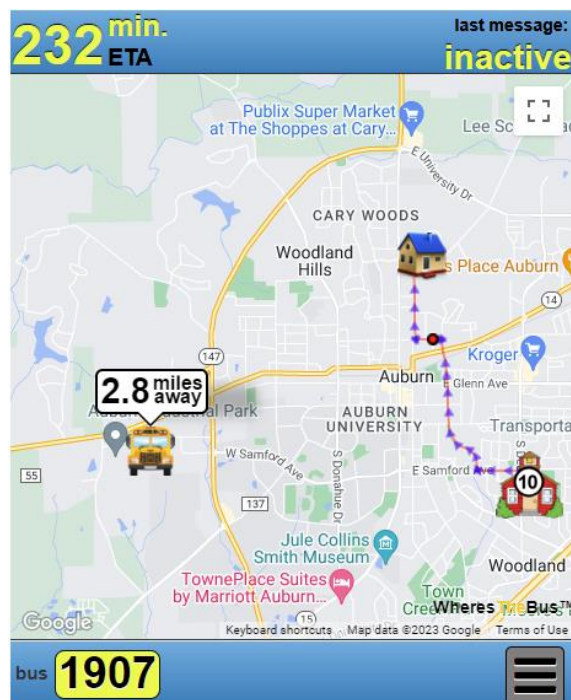 232 min.
ETA
last message:
inactive
Publix Super Market
at The Shoppes at Cary...
Lee Sc
E University Dr
CARY WOODS
Woodland
Hills
s Place Auburn
14
147
Kroger
2.8 miles
away
Auburn
E Glenn Ave
Park
AUBURN
UNIVERSITY
Transporta
W Samford Ave
S Donahue Dr
E Samford Ave
10
55
137
Jule Collins
Smith Museum
Woodland
TownePlace Suites
by Marriott Auburn...
Town
WheresTheBus™
15
Google
Keyboard shortcuts
Map data ©2023 Google
Terms of Use
bus 1907